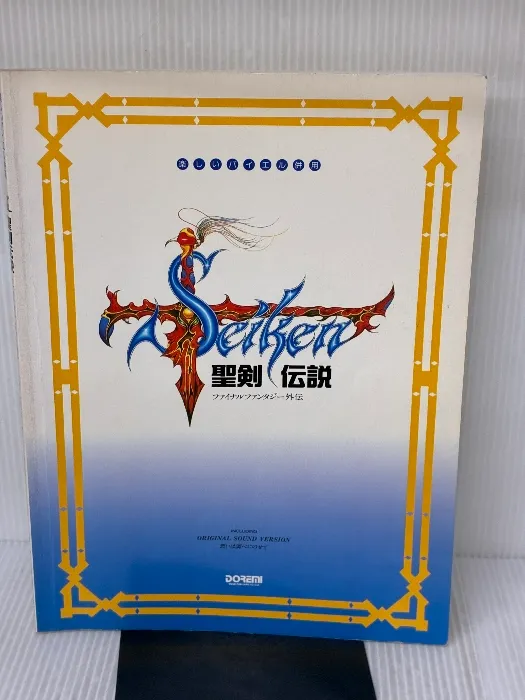 楽しいバイエル併用
Seiken
聖剣伝説
ファイナルファンタジー外伝
ORIGINAL SOUND VERSION
DOREMI